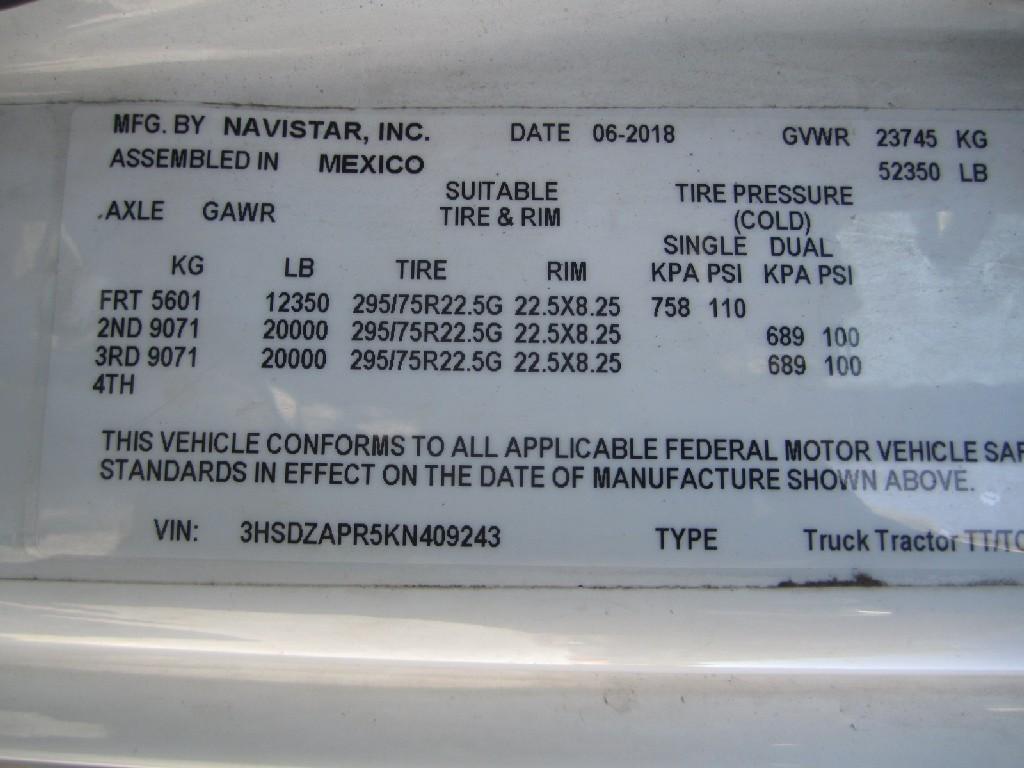 MFG. BY NAVISTAR, INC. DATE 06-2018 GVWR 23745 KG
ASSEMBLED IN MEXICO 52350 LB
SUITABLE TIRE PRESSURE
.AXLE GAWR TIRE & RIM (COLD)
SINGLE DUAL
KG LB TIRE RIM KPA PSI KPA PSI
FRT 5601 12350 295/75R22.5G 22.5X8.25 758 110
2ND 9071 20000 295/75R22.5G 22.5X8.25 689 100
3RD 9071 20000 295/75R22.5G 22.5X8.25 689 100
4TH
THIS VEHICLE CONFORMS TO ALL APPLICABLE FEDERAL MOTOR VEHICLE SAF
STANDARDS IN EFFECT ON THE DATE OF MANUFACTURE SHOWN ABOVE.
VIN: 3HSDZAPR5KN409243 TYPE Truck Tractor TT/TC